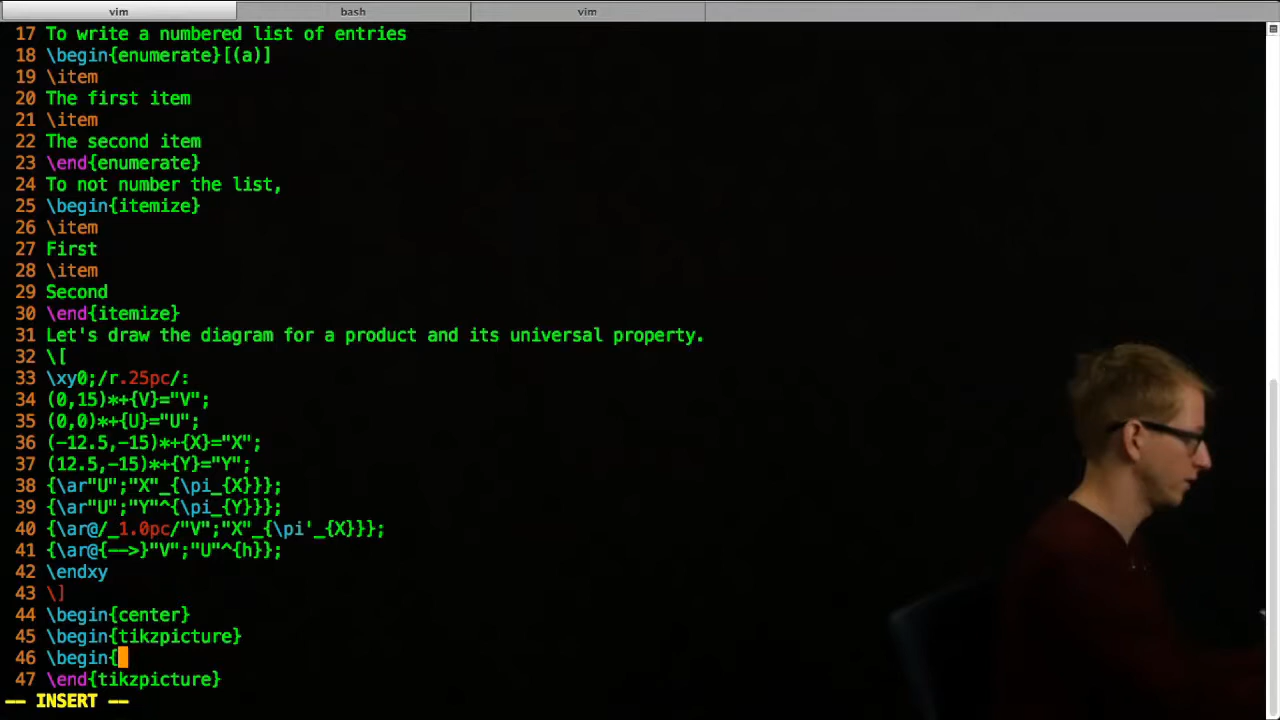 vim
bash
vim
17 To write a numbered list of entries
18 \begin{enumerate}[(a)]
19 \item
20 The first item
21 \item
22 The second item
23 \end{enumerate}
24 To not number the list,
25 \begin{itemize}
26 \item
27 First
28 \item
29 Second
30 \end{itemize}
31 Let's draw the diagram for a product and its universal property.
32 \[
33 \xy0;/r.25pc/:
34 (0,15)*+{V}="V";
35 (0,0)*+{U}="U";
36 (-12.5,-15)*+{X}="X";
37 (12.5,-15)*+{Y}="Y";
38 {\ar"U";"X"_{\pi_{X}}};
39 {\ar"U";"Y"^{\pi_{Y}}};
40 {\ar@/_1.0pc/"V";"X"_{\pi'_{X}}};
41 {\ar@{-->}"V";"U"^{h}};
42 \endxy
43 \]
44 \begin{center}
45 \begin{tikzpicture}
46 \begin{
47 \end{tikzpicture}
-- INSERT --